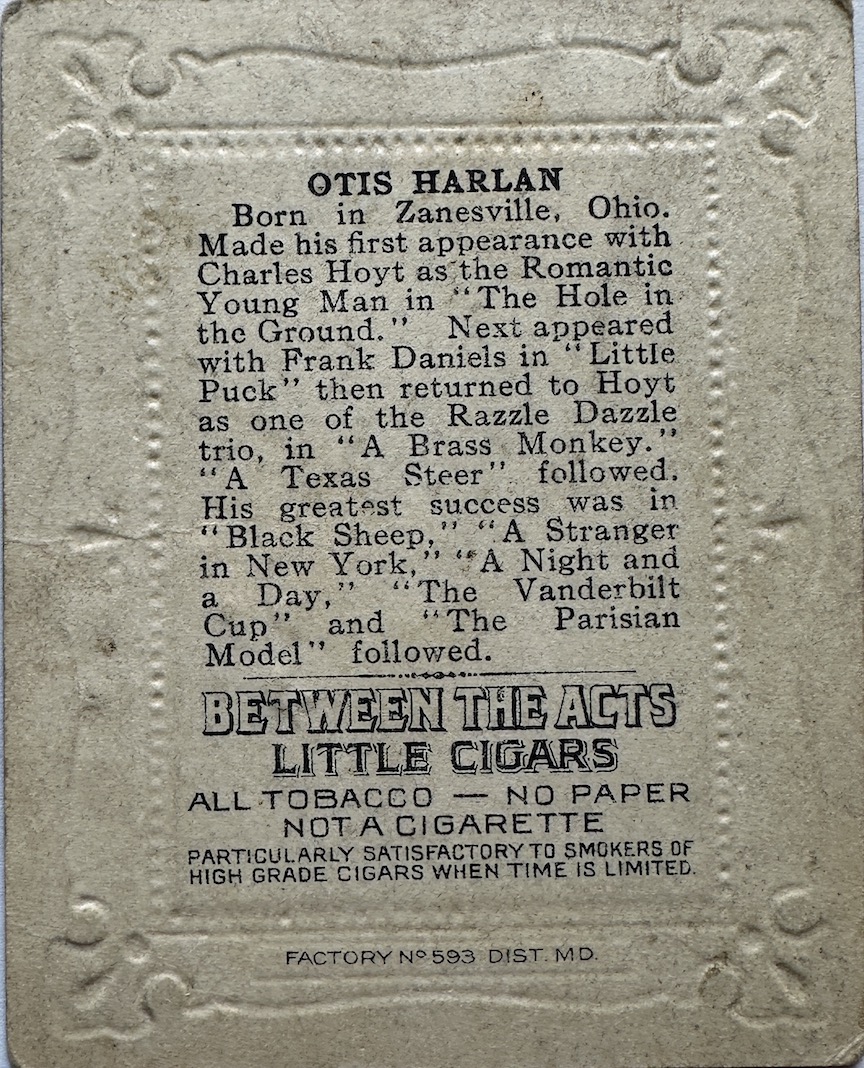 OTIS HARLAN
Born in Zanesville, Ohio.
Made his first appearance with
Charles Hoyt as the Romantic
Young Man in “The Hole in
the Ground.” Next appeared
with Frank Daniels in “Little
Puck” then returned to Hoyt
as one of the Razzle Dazzle
trio, in “A Brass Monkey.”
“A Texas Steer” followed.
His greatest success was in
“Black Sheep,” “A Stranger
in New York,” “A Night and
a Day,” “The Vanderbilt
Cup” and “The Parisian
Model” followed.
BETWEEN THE ACTS
LITTLE CIGARS
ALL TOBACCO — NO PAPER
NOT A CIGARETTE
PARTICULARLY SATISFACTORY TO SMOKERS OF
HIGH GRADE CIGARS WHEN TIME IS LIMITED.
FACTORY Nº 593 DIST. MD.